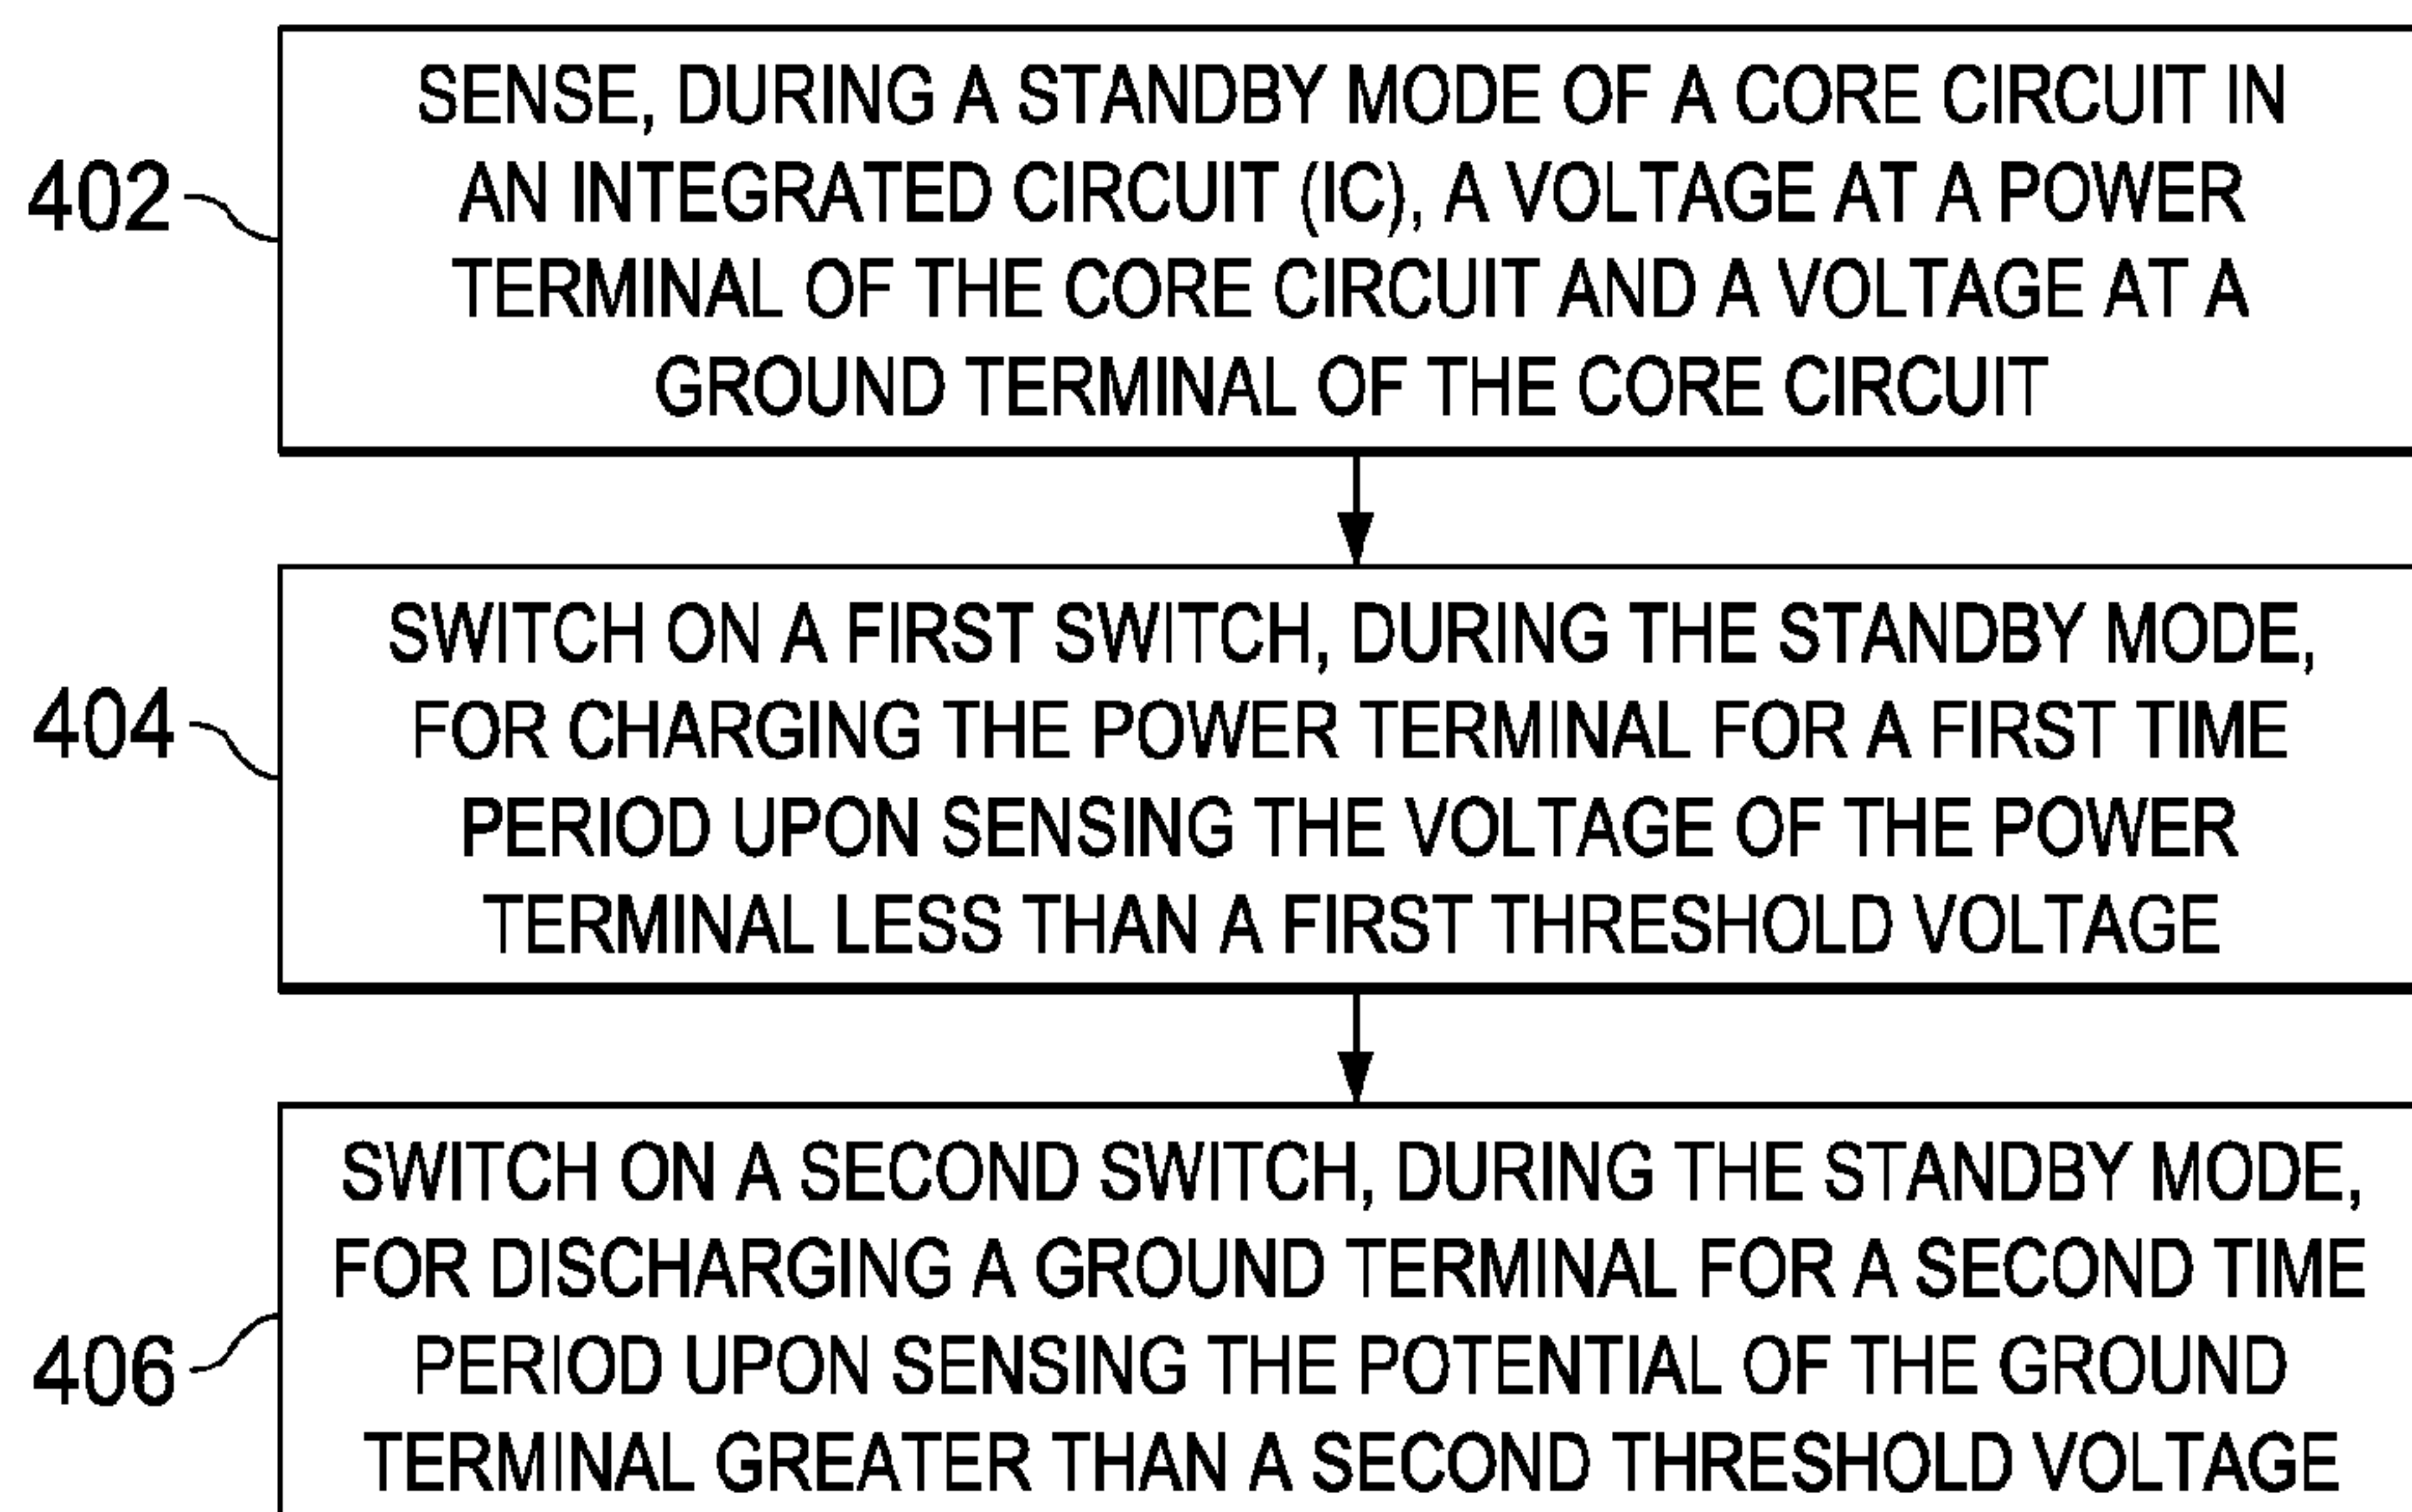 402
SENSE, DURING A STANDBY MODE OF A CORE CIRCUIT IN
AN INTEGRATED CIRCUIT (IC), A VOLTAGE AT A POWER
TERMINAL OF THE CORE CIRCUIT AND A VOLTAGE AT A
GROUND TERMINAL OF THE CORE CIRCUIT
404
SWITCH ON A FIRST SWITCH, DURING THE STANDBY MODE,
FOR CHARGING THE POWER TERMINAL FOR A FIRST TIME
PERIOD UPON SENSING THE VOLTAGE OF THE POWER
TERMINAL LESS THAN A FIRST THRESHOLD VOLTAGE
406
SWITCH ON A SECOND SWITCH, DURING THE STANDBY MODE,
FOR DISCHARGING A GROUND TERMINAL FOR A SECOND TIME
PERIOD UPON SENSING THE POTENTIAL OF THE GROUND
TERMINAL GREATER THAN A SECOND THRESHOLD VOLTAGE